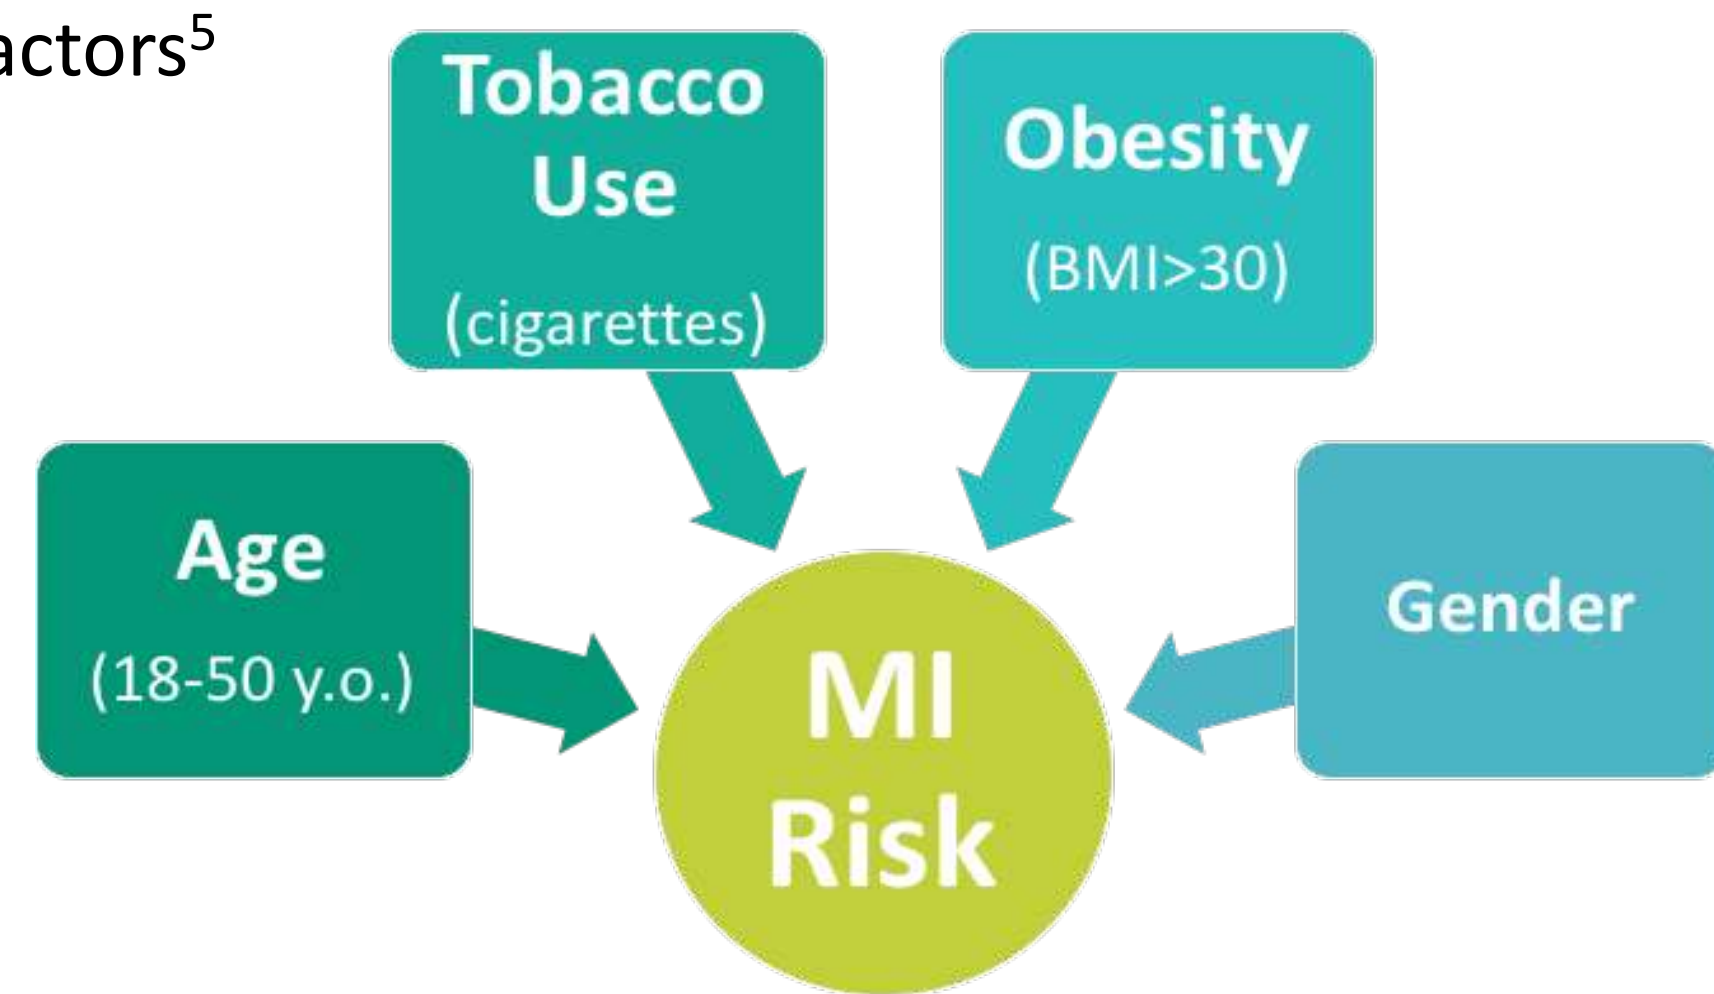 actors⁵
Tobacco
Use
(cigarettes)
Obesity
(BMI>30)
Age
(18-50 y.o.)
Gender
MI
Risk